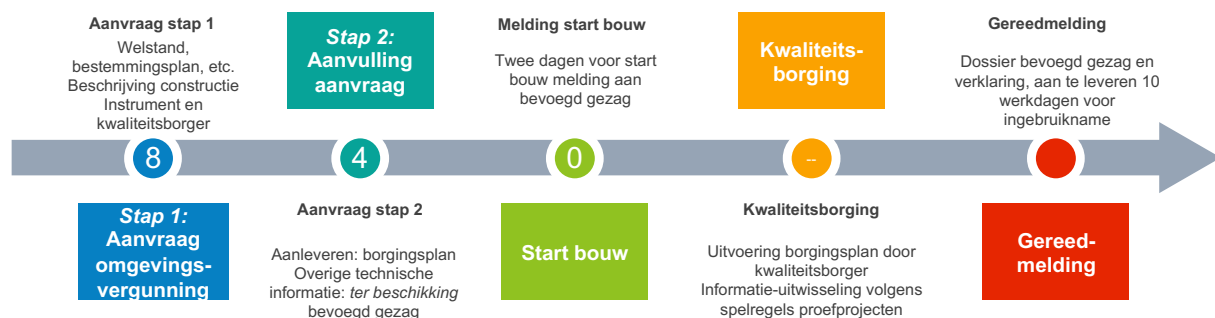 Aanvraag stap 1
Welstand,
bestemmingsplan, etc.
Beschrijving constructie
Instrument en
kwaliteitsborger
Stap 2:
Aanvulling
aanvraag
Melding start bouw
Twee dagen voor start
bouw melding aan
bevoegd gezag
Kwaliteits-
borging
Gereedmelding
Dossier bevoegd gezag en
verklaring, aan te leveren 10
werkdagen voor
ingebruikname
8
4
0
--
Stap 1:
Aanvraag
omgevings-
vergunning
Aanvraag stap 2
Aanleveren: borgingsplan
Overige technische
informatie: ter beschikking
bevoegd gezag
Start bouw
Kwaliteitsborging
Uitvoering borgingsplan door
kwaliteitsborger
Informatie-uitwisseling volgens
spelregels proefprojecten
Gereed-
melding